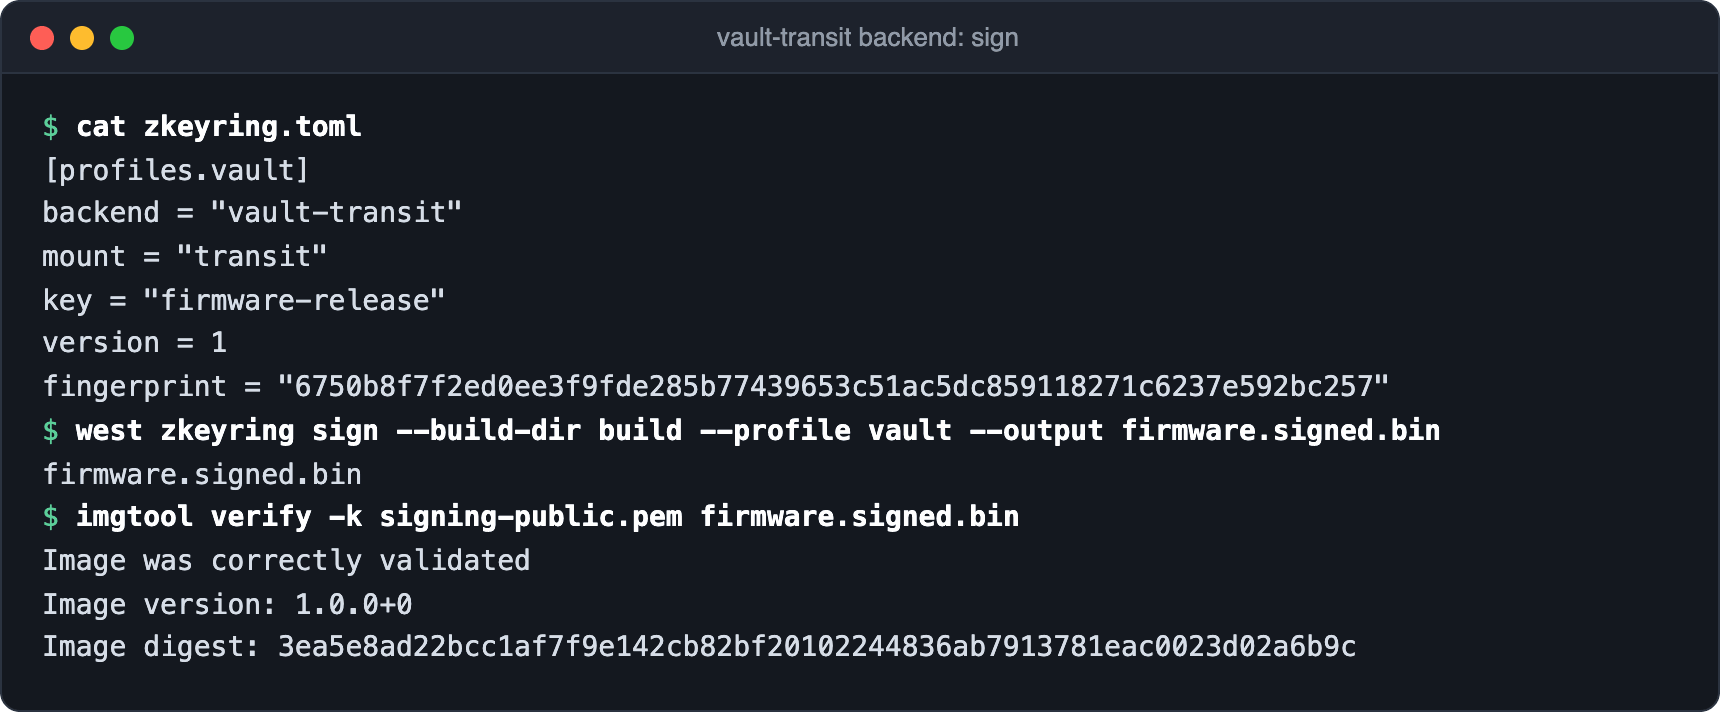 vault-transit backend: sign
$ cat zkeyring.toml
[profiles.vault]
backend = "vault-transit"
mount = "transit"
key = "firmware-release"
version = 1
fingerprint = "6750b8f7f2ed0ee3f9fde285b77439653c51ac5dc859118271c6237e592bc257"
$ west zkeyring sign --build-dir build --profile vault --output firmware.signed.bin
firmware.signed.bin
$ imgtool verify -k signing-public.pem firmware.signed.bin
Image was correctly validated
Image version: 1.0.0+0
Image digest: 3ea5e8ad22bcc1af7f9e142cb82bf20102244836ab7913781eac0023d02a6b9c